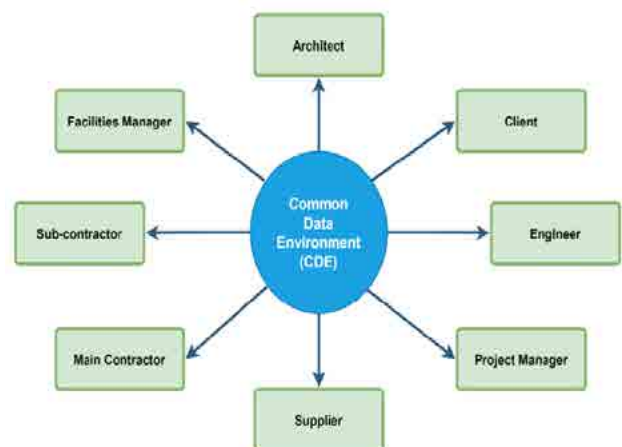 Architect
Facilities Manager
Client
Common
Data
Environment
(CDE)
Sub-contractor
Engineer
Main Contractor
Project Manager
Supplier